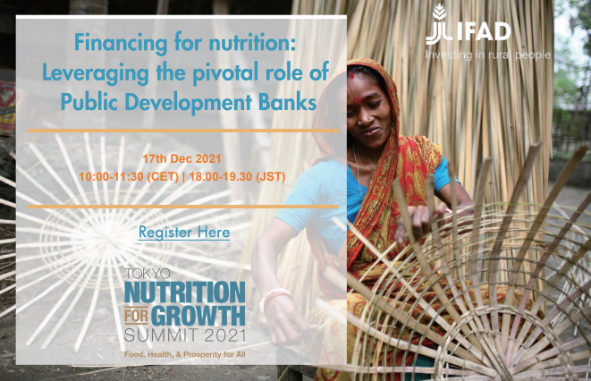 Financing for nutrition:
Leveraging the pivotal role of
Public Development Banks
17th Dec 2021
10:00-11:30 (CET) | 18.00-19.30 (JST)
Register Here
TOKYO
NUTRITION
FOR GROWTH
SUMMIT 2021
Food, Health, & Prosperity for All
IFAD
Investing in rural people